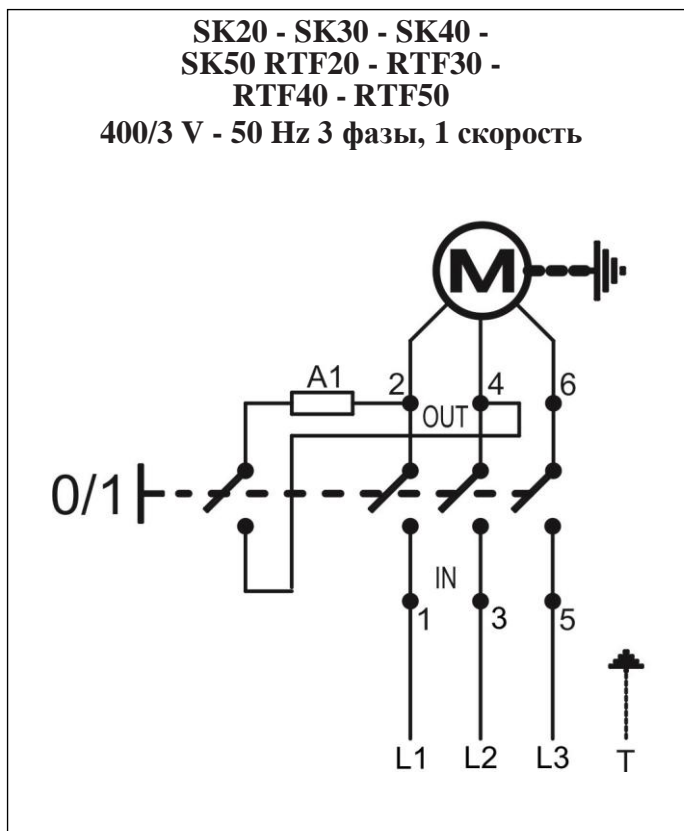 SK20 - SK30 - SK40 -
SK50 RTF20 - RTF30 -
RTF40 - RTF50
400/3 V - 50 Hz 3 фазы, 1 скорость
M
A1
2
4
6
OUT
0/1
IN
1
3
5
L1
L2
L3
T